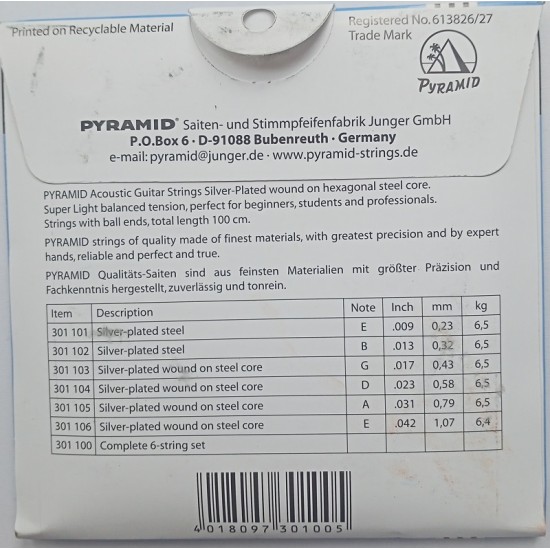 Printed on Recyclable Material
Registered No. 613826/27
Trade Mark
PYRAMID
PYRAMID® Saiten- und Stimmpfeifenfabrik Junger GmbH
P.O.Box 6 · D-91088 Bubenreuth · Germany
e-mail: pyramid@junger.de · www.pyramid-strings.de
PYRAMID Acoustic Guitar Strings Silver-Plated wound on hexagonal steel core.
Super Light balanced tension, perfect for beginners, students and professionals.
Strings with ball ends, total length 100 cm.
PYRAMID strings of quality made of finest materials, with greatest precision and by expert
hands, reliable and perfect and true.
PYRAMID Qualitäts-Saiten sind aus feinsten Materialien mit größter Präzision und
Fachkenntnis hergestellt, zuverlässig und tonrein.
Item Description Note Inch mm kg
301 101 Silver-plated steel E .009 0,23 6,5
301 102 Silver-plated steel B .013 0,32 6,5
301 103 Silver-plated wound on steel core G .017 0,43 6,5
301 104 Silver-plated wound on steel core D .023 0,58 6,5
301 105 Silver-plated wound on steel core A .031 0,79 6,5
301 106 Silver-plated wound on steel core E .042 1,07 6,4
301 100 Complete 6-string set
4 018097 301005